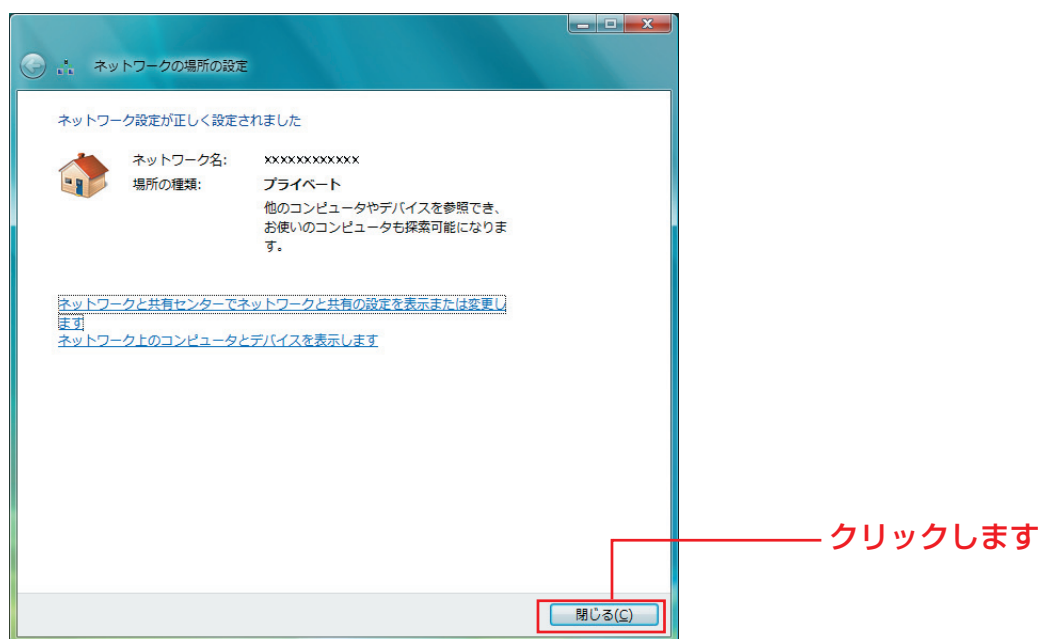 ネットワークの場所の設定
ネットワーク設定が正しく設定されました
ネットワーク名: xxxxxxxxxxxx
場所の種類: プライベート
他のコンピュータやデバイスを参照でき、
お使いのコンピュータも探索可能になりま
す。
ネットワークと共有センターでネットワークと共有の設定を表示または変更し
ます
ネットワーク上のコンピュータとデバイスを表示します
クリックします
閉じる(C)